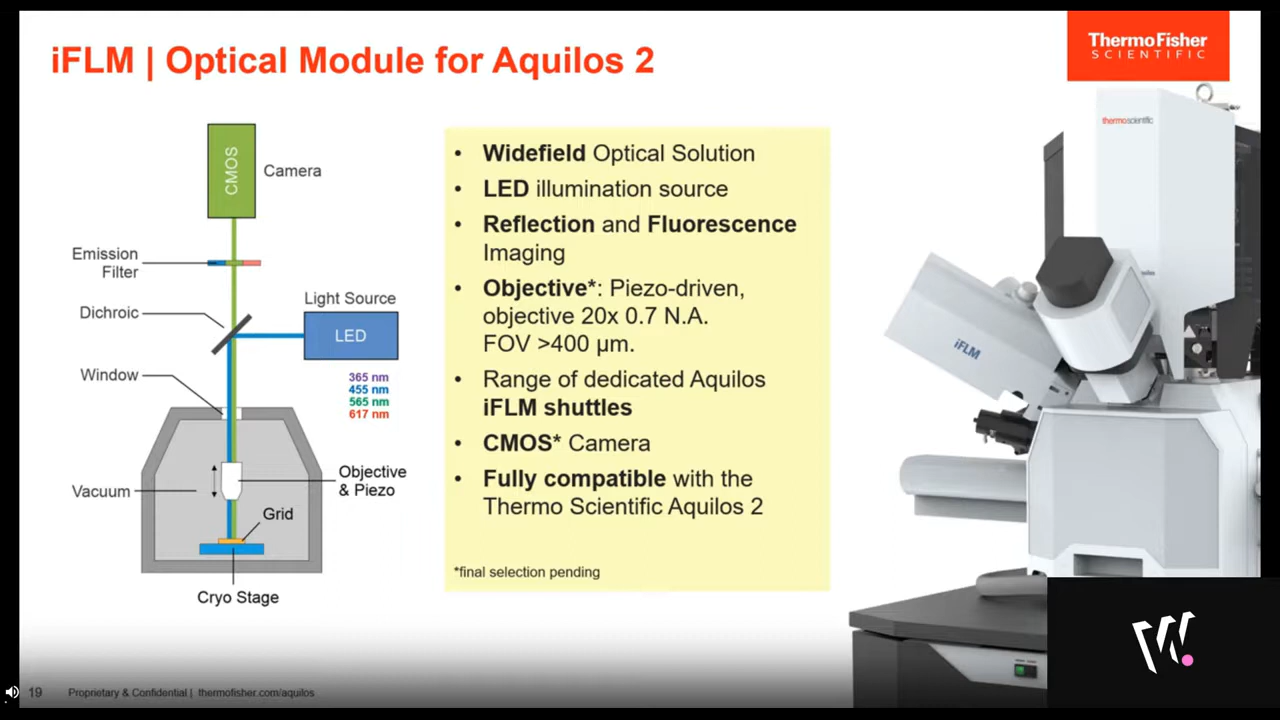 iFLM | Optical Module for Aquilos 2
ThermoFisher
SCIENTIFIC
CMOS
Camera
Emission
Filter
Dichroic
Light Source
LED
365 nm
455 nm
565 nm
617 nm
Window
Vacuum
Objective
& Piezo
Grid
Cryo Stage
• Widefield Optical Solution
• LED illumination source
• Reflection and Fluorescence
Imaging
• Objective*: Piezo-driven,
objective 20x 0.7 N.A.
FOV >400 µm.
• Range of dedicated Aquilos
iFLM shuttles
• CMOS* Camera
• Fully compatible with the
Thermo Scientific Aquilos 2
*final selection pending
thermoscientific
iFLM
19 Proprietary & Confidential | thermofisher.com/aquilos